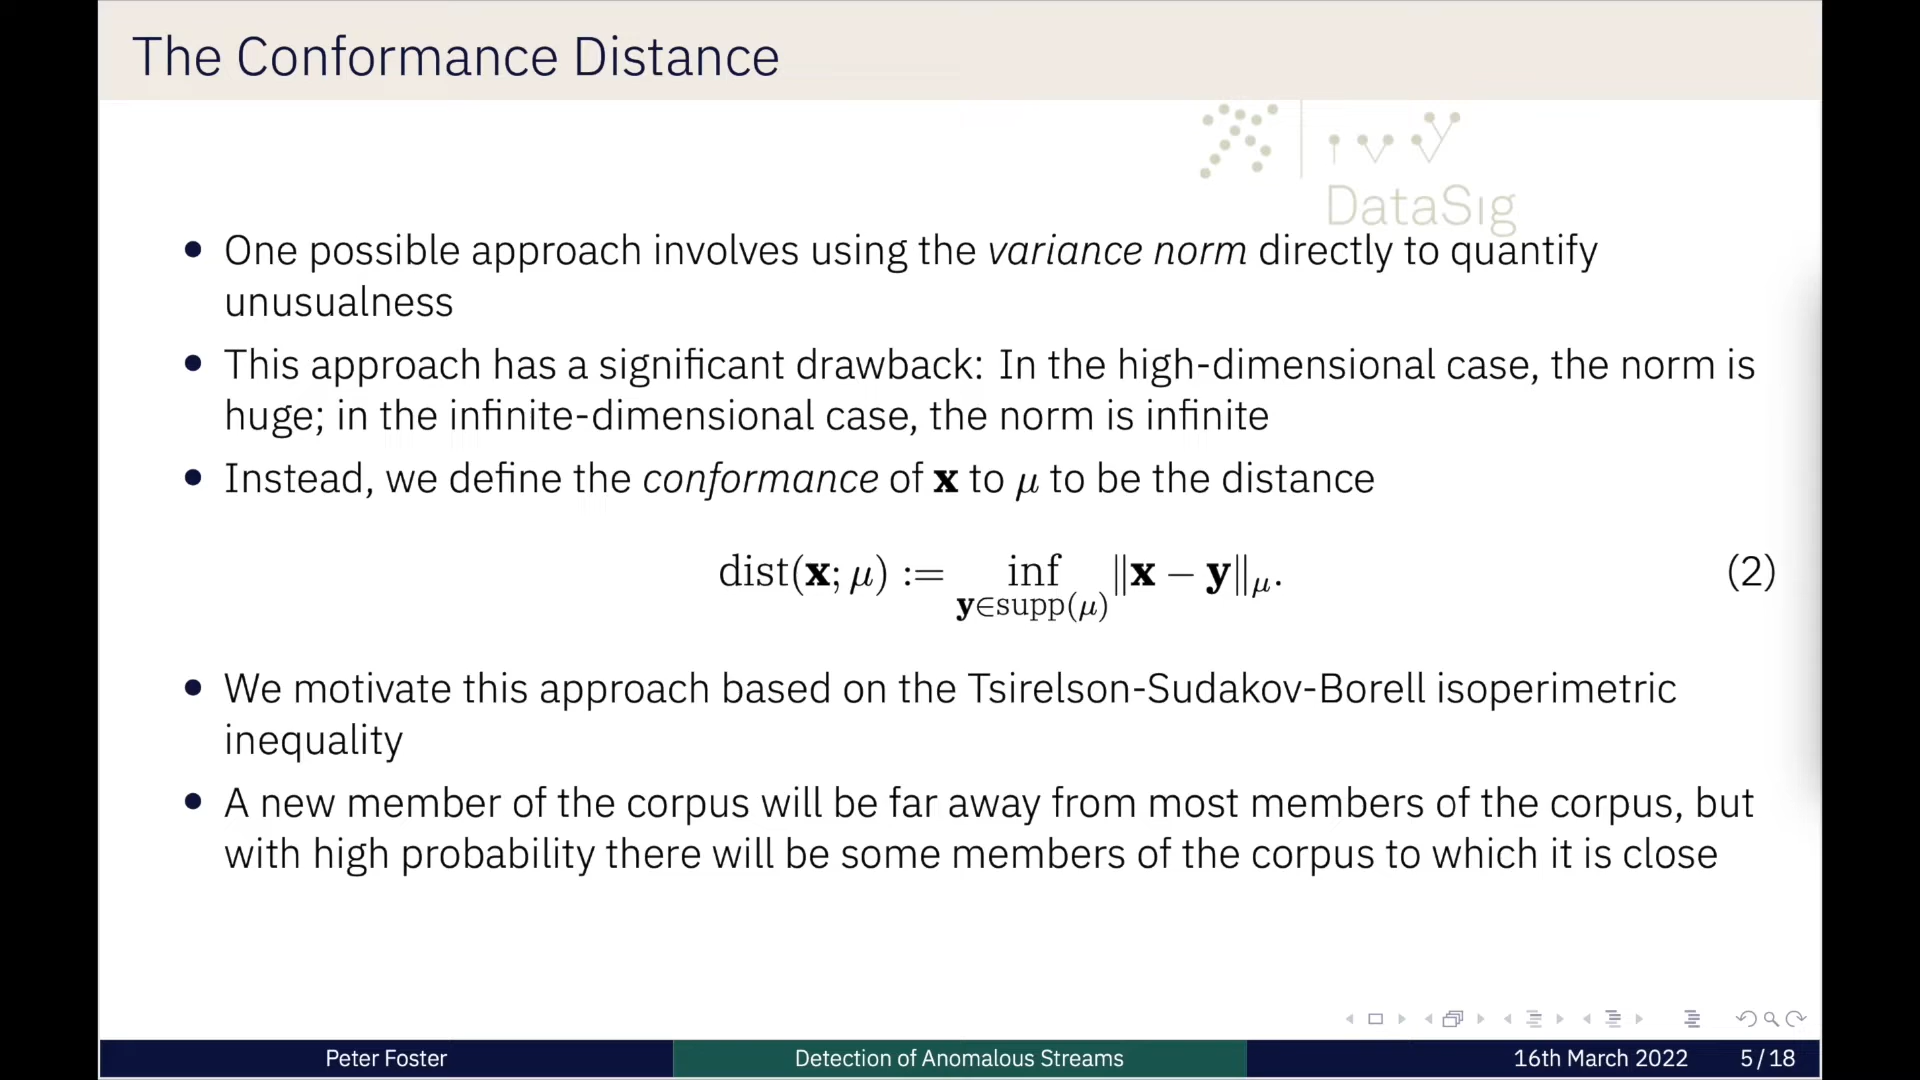 The Conformance Distance
DataSig
• One possible approach involves using the variance norm directly to quantify
unusualness
• This approach has a significant drawback: In the high-dimensional case, the norm is
huge; in the infinite-dimensional case, the norm is infinite
• Instead, we define the conformance of x to μ to be the distance
dist(x; μ) := inf ‖x − y‖μ. (2)
y∈supp(μ)
• We motivate this approach based on the Tsirelson-Sudakov-Borell isoperimetric
inequality
• A new member of the corpus will be far away from most members of the corpus, but
with high probability there will be some members of the corpus to which it is close
Peter Foster Detection of Anomalous Streams 16th March 2022 5/18